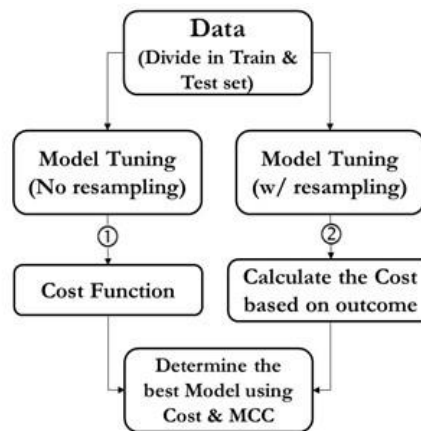 Data
(Divide in Train &
Test set)
Model Tuning
(No resampling)
Model Tuning
(w/ resampling)
①
②
Cost Function
Calculate the Cost
based on outcome
Determine the
best Model using
Cost & MCC